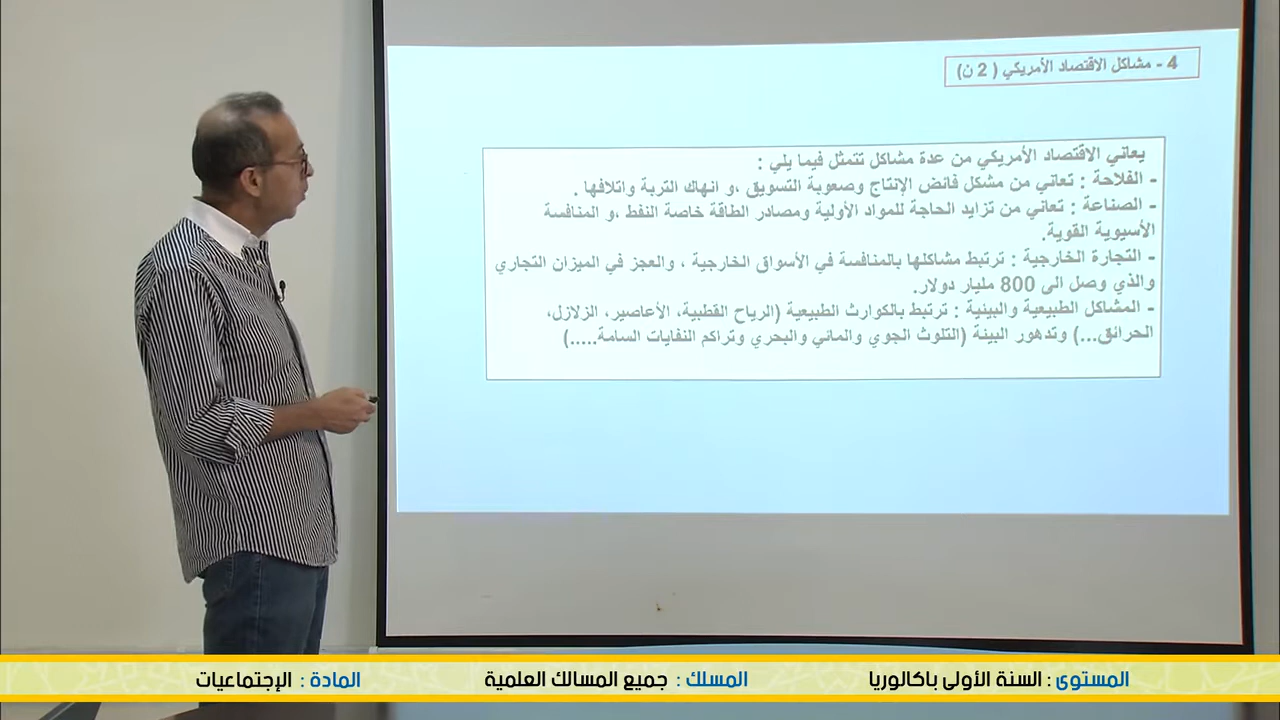 4 - مشاكل الاقتصاد الأمريكي ( 2 ن)
يعاني الاقتصاد الأمريكي من عدة مشاكل تتمثل فيما يلي :
- الفلاحة : تعاني من مشكل فائض الإنتاج وصعوبة التسويق ،و انهاك التربة واتلافها .
- الصناعة : تعاني من تزايد الحاجة للمواد الأولية ومصادر الطاقة خاصة النفط ،و المنافسة
الأسيوية القوية.
- التجارة الخارجية : ترتبط مشاكلها بالمنافسة في الأسواق الخارجية ، والعجز في الميزان التجاري
والذي وصل الى 800 مليار دولار.
- المشاكل الطبيعية والبيئية : ترتبط بالكوارث الطبيعية (الرياح القطبية، الأعاصير، الزلازل،
الحرائق...) وتدهور البيئة (التلوث الجوي والمائي والبحري وتراكم النفايات السامة.....)
المستوى : السنة الأولى باكالوريا
المسلك : جميع المسالك العلمية
المادة : الإجتماعيات